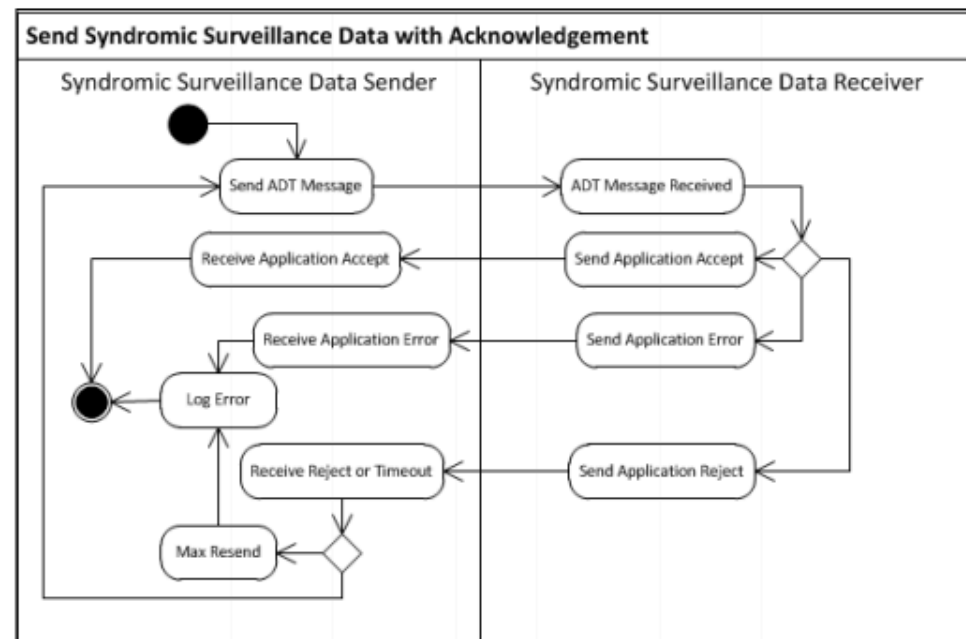 Send Syndromic Surveillance Data with Acknowledgement
Syndromic Surveillance Data Sender
Syndromic Surveillance Data Receiver
Send ADT Message
ADT Message Received
Receive Application Accept
Send Application Accept
Receive Application Error
Send Application Error
Log Error
Receive Reject or Timeout
Send Application Reject
Max Resend